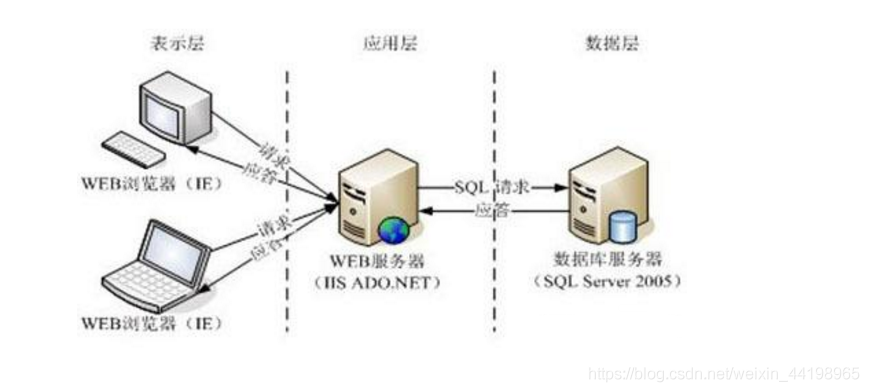 表示层
应用层
数据层
请求
应答
WEB浏览器（IE）
请求
应答
WEB浏览器（IE）
WEB服务器
（IIS ADO.NET）
SQL 请求
应答
数据库服务器
（SQL Server 2005）
https://blog.csdn.net/weixin_44198965